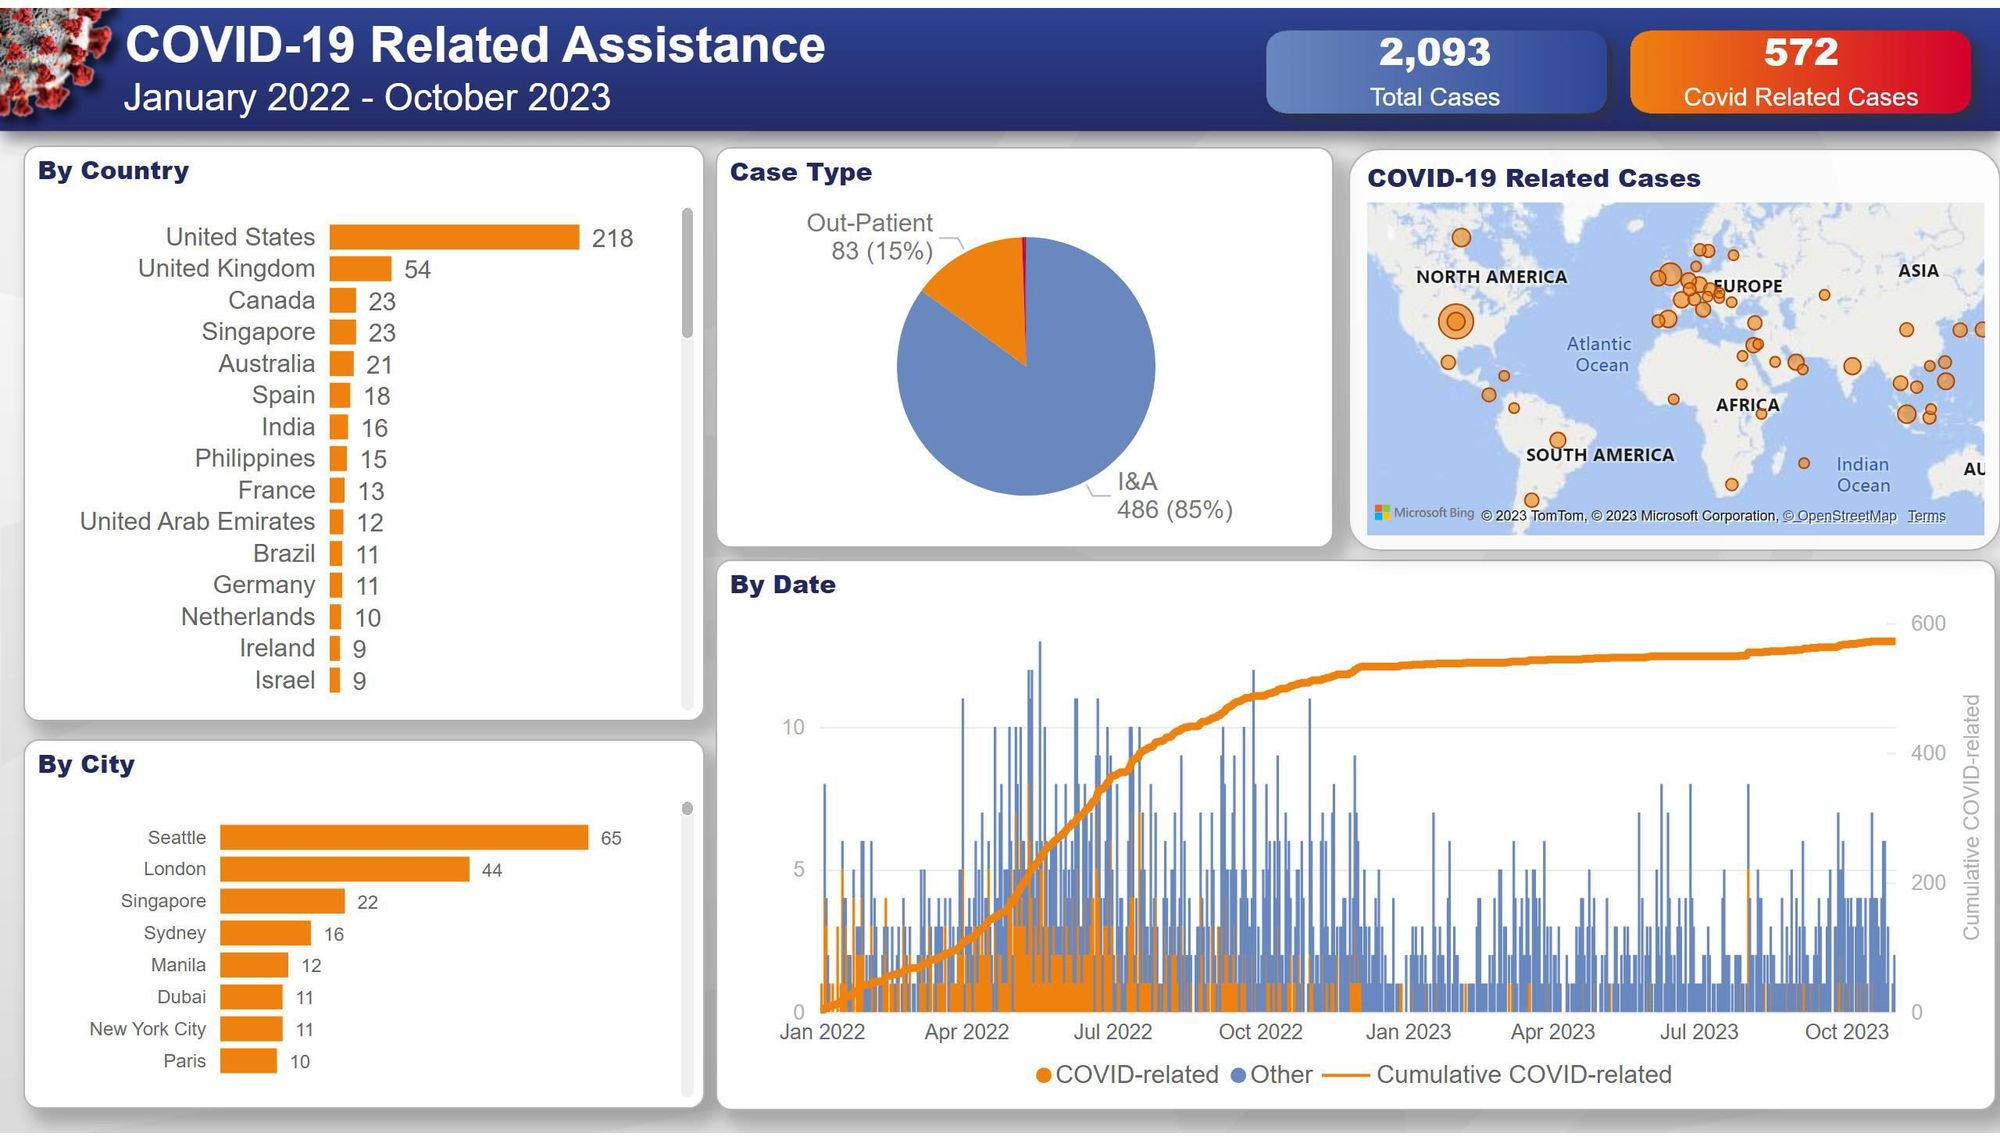 COVID-19 Related Assistance
January 2022 - October 2023
2,093
Total Cases
572
Covid Related Cases
By Country
United States 218
United Kingdom 54
Canada 23
Singapore 23
Australia 21
Spain 18
India 16
Philippines 15
France 13
United Arab Emirates 12
Brazil 11
Germany 11
Netherlands 10
Ireland 9
Israel 9
By City
Seattle 65
London 44
Singapore 22
Sydney 16
Manila 12
Dubai 11
New York City 11
Paris 10
Case Type
Out-Patient
83 (15%)
I&A
486 (85%)
COVID-19 Related Cases
NORTH AMERICA
EUROPE
ASIA
Atlantic
Ocean
AFRICA
SOUTH AMERICA
Indian
Ocean
AU
Microsoft Bing © 2023 TomTom, © 2023 Microsoft Corporation, © OpenStreetMap Terms
By Date
10
5
0
600
400
200
0
Cumulative COVID-related
Jan 2022 Apr 2022 Jul 2022 Oct 2022 Jan 2023 Apr 2023 Jul 2023 Oct 2023
COVID-related Other Cumulative COVID-related